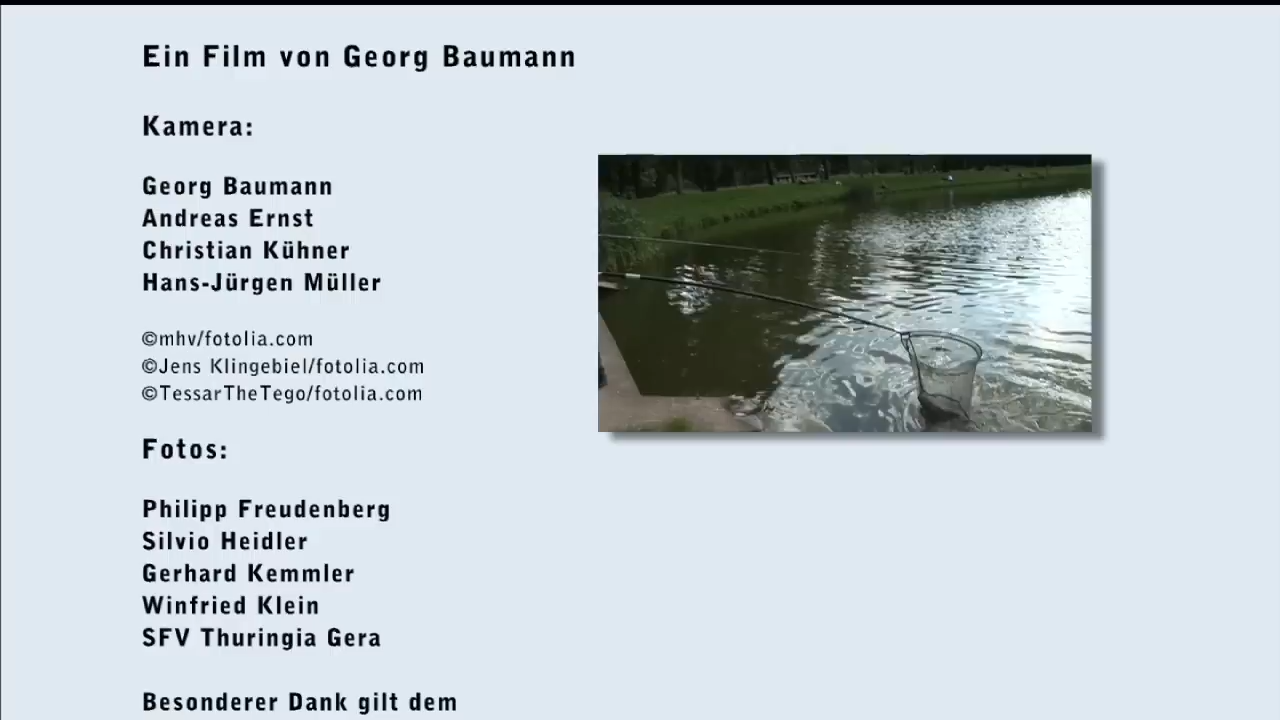 Ein Film von Georg Baumann
Kamera:
Georg Baumann
Andreas Ernst
Christian Kühner
Hans-Jürgen Müller
©mhv/fotolia.com
©Jens Klingebiel/fotolia.com
©TessarTheTego/fotolia.com
Fotos:
Philipp Freudenberg
Silvio Heidler
Gerhard Kemmler
Winfried Klein
SFV Thuringia Gera
Besonderer Dank gilt dem